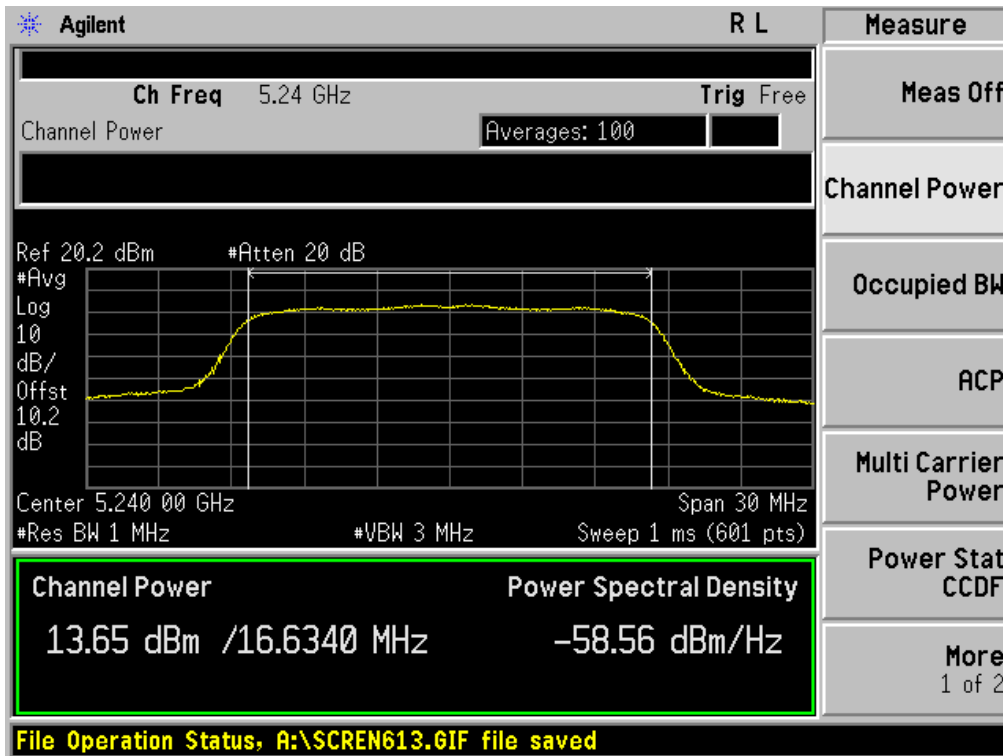 Agilent R L Measure
Ch Freq 5.24 GHz Trig Free
Channel Power Averages: 100
Meas Off
Channel Power
Ref 20.2 dBm #Atten 20 dB
#Avg
Log
10
dB/
Offst
10.2
dB
Occupied BW
ACP
Multi Carrier
Power
Center 5.240 00 GHz Span 30 MHz
#Res BW 1 MHz #VBW 3 MHz Sweep 1 ms (601 pts)
Power Stat
CCDF
Channel Power Power Spectral Density
13.65 dBm /16.6340 MHz -58.56 dBm/Hz
More
1 of 2
File Operation Status, A:\SCREN613.GIF file saved